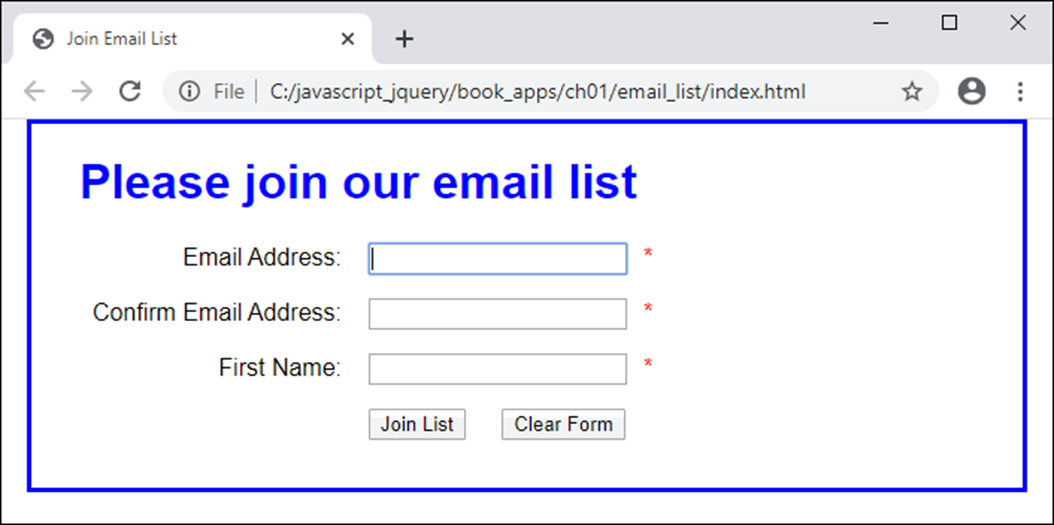 Join Email List
File | C:/javascript_jquery/book_apps/ch01/email_list/index.html
Please join our email list
Email Address: *
Confirm Email Address: *
First Name: *
Join List Clear Form